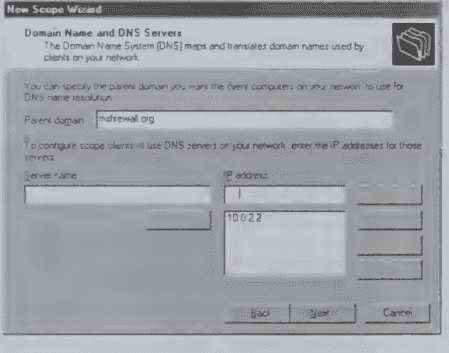 New Scope Wizard
Domain Name and DNS Servers
The Domain Name System (DNS) maps and translates domain names used by
clients on your network.
You can specify the parent domain you want the client computers on your network to use for
DNS name resolution.
Parent domain:
msfirewall.org
To configure scope clients to use DNS servers on your network, enter the IP addresses for those
servers.
Server name:
IP address:
10.0.2.2
Back
Next
Cancel